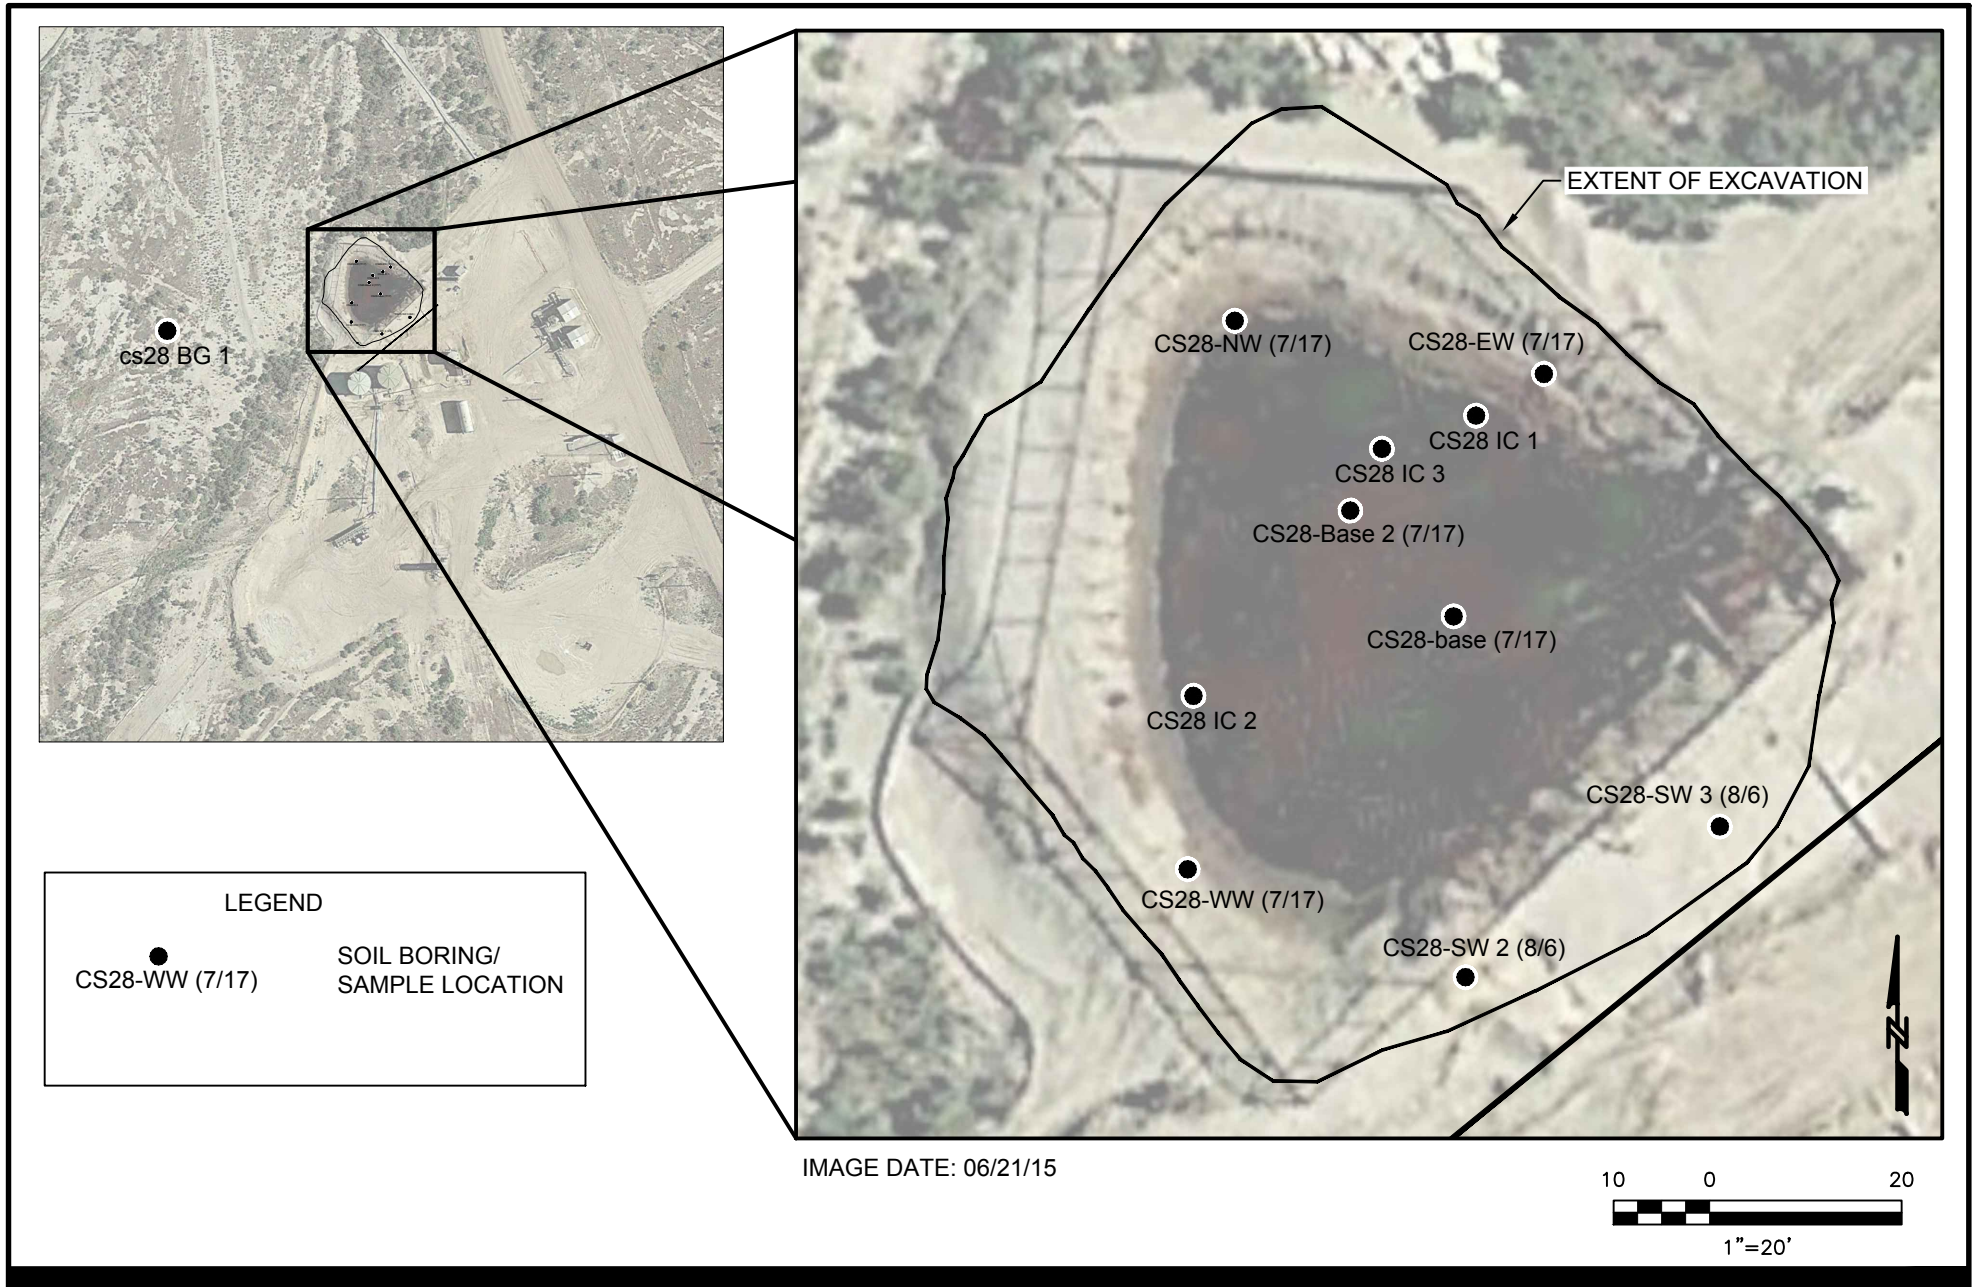 cs28 BG 1
EXTENT OF EXCAVATION
CS28-NW (7/17)
CS28-EW (7/17)
CS28 IC 1
CS28 IC 3
CS28-Base 2 (7/17)
CS28-base (7/17)
CS28 IC 2
CS28-SW 3 (8/6)
CS28-WW (7/17)
CS28-SW 2 (8/6)
N
LEGEND
CS28-WW (7/17)
SOIL BORING/
SAMPLE LOCATION
IMAGE DATE: 06/21/15
10 0 20
1"=20'